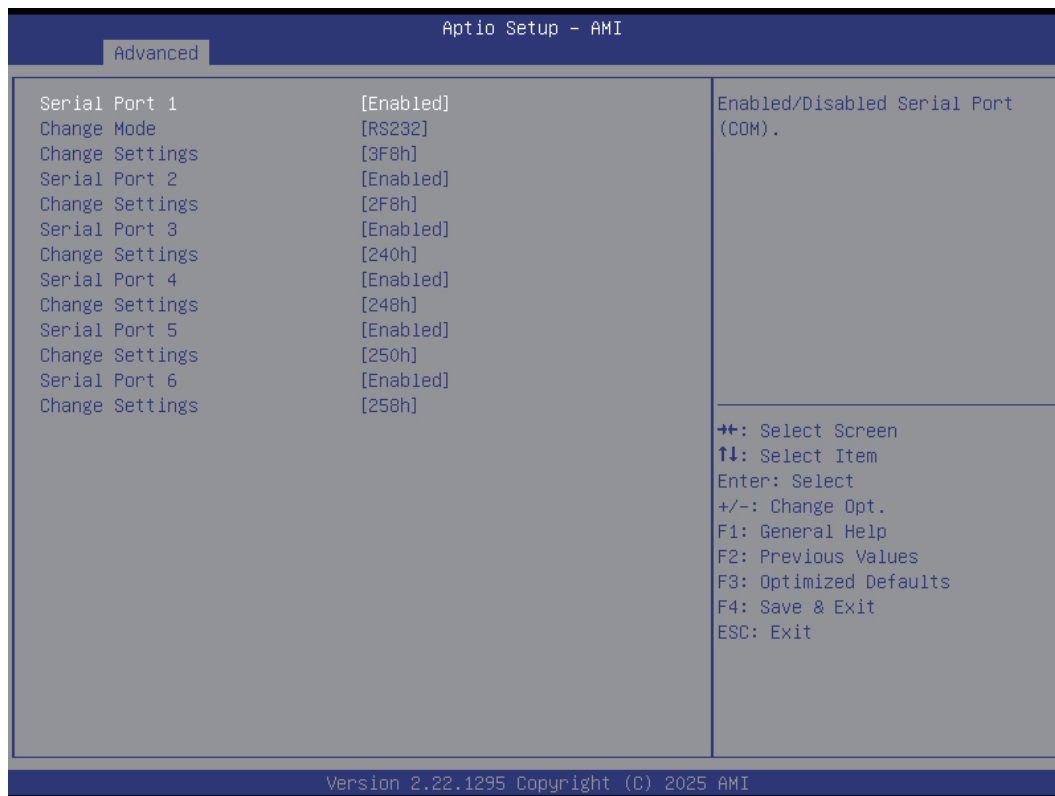 Aptio Setup – AMI
Advanced
Serial Port 1 [Enabled]
Change Mode [RS232]
Change Settings [3F8h]
Serial Port 2 [Enabled]
Change Settings [2F8h]
Serial Port 3 [Enabled]
Change Settings [240h]
Serial Port 4 [Enabled]
Change Settings [248h]
Serial Port 5 [Enabled]
Change Settings [250h]
Serial Port 6 [Enabled]
Change Settings [258h]
Enabled/Disabled Serial Port
(COM).
→←: Select Screen
↑↓: Select Item
Enter: Select
+/-: Change Opt.
F1: General Help
F2: Previous Values
F3: Optimized Defaults
F4: Save & Exit
ESC: Exit
Version 2.22.1295 Copyright (C) 2025 AMI